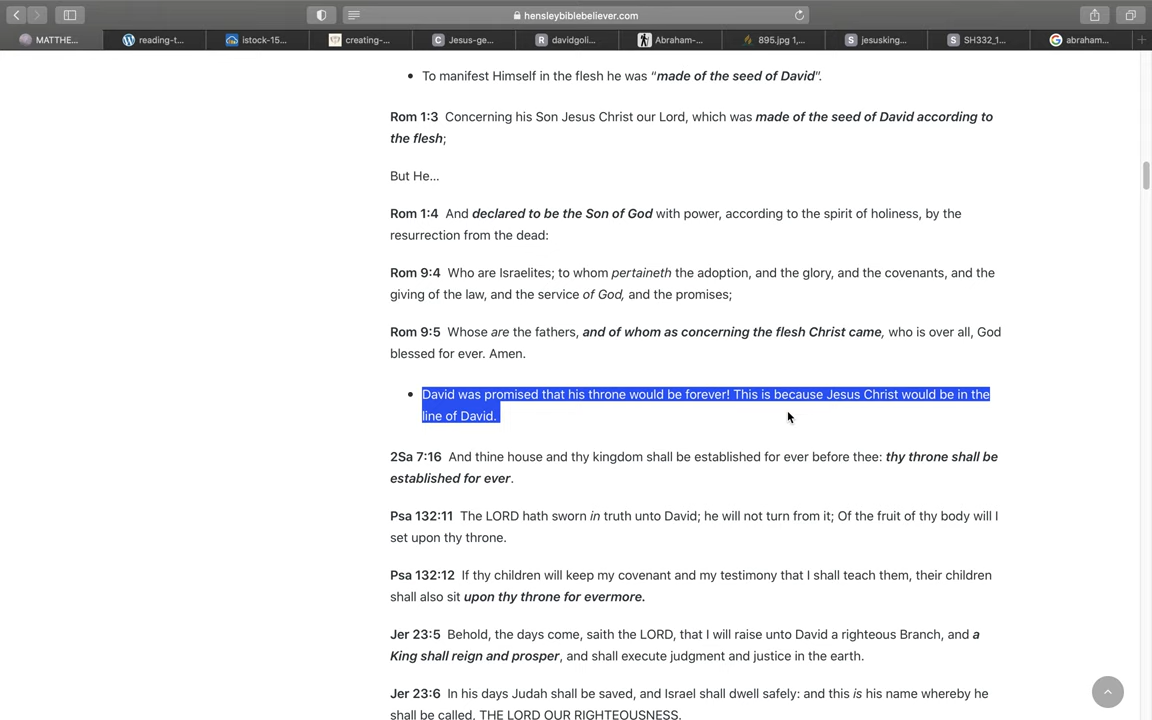 hensleybiblebeliever.com
MATTHE...
reading-t...
istock-15...
creating-...
C Jesus-ge...
R davidgoli...
Abraham-...
895.jpg 1,...
S jesusking...
S SH332_1...
G abraham...
• To manifest Himself in the flesh he was “made of the seed of David”.
Rom 1:3 Concerning his Son Jesus Christ our Lord, which was made of the seed of David according to
the flesh;
But He...
Rom 1:4 And declared to be the Son of God with power, according to the spirit of holiness, by the
resurrection from the dead:
Rom 9:4 Who are Israelites; to whom pertaineth the adoption, and the glory, and the covenants, and the
giving of the law, and the service of God, and the promises;
Rom 9:5 Whose are the fathers, and of whom as concerning the flesh Christ came, who is over all, God
blessed for ever. Amen.
• David was promised that his throne would be forever! This is because Jesus Christ would be in the
line of David.
2Sa 7:16 And thine house and thy kingdom shall be established for ever before thee: thy throne shall be
established for ever.
Psa 132:11 The LORD hath sworn in truth unto David; he will not turn from it; Of the fruit of thy body will I
set upon thy throne.
Psa 132:12 If thy children will keep my covenant and my testimony that I shall teach them, their children
shall also sit upon thy throne for evermore.
Jer 23:5 Behold, the days come, saith the LORD, that I will raise unto David a righteous Branch, and a
King shall reign and prosper, and shall execute judgment and justice in the earth.
Jer 23:6 In his days Judah shall be saved, and Israel shall dwell safely: and this is his name whereby he
shall be called, THE LORD OUR RIGHTEOUSNESS.